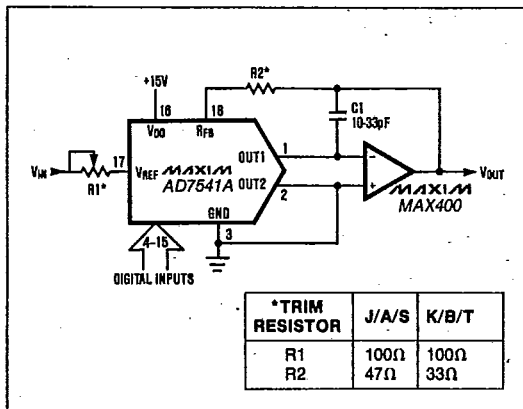 +15V
R2*
16
18
C1
10-33pF
VDD
RFB
1
OUT1
−
VIN
17
VREF
MAXIM
AD7541A
R1*
OUT2
2
+
VOUT
MAXIM
MAX400
GND
4–15
3
DIGITAL INPUTS
*TRIM RESISTOR J/A/S K/B/T
R1 100Ω 100Ω
R2 47Ω 33Ω